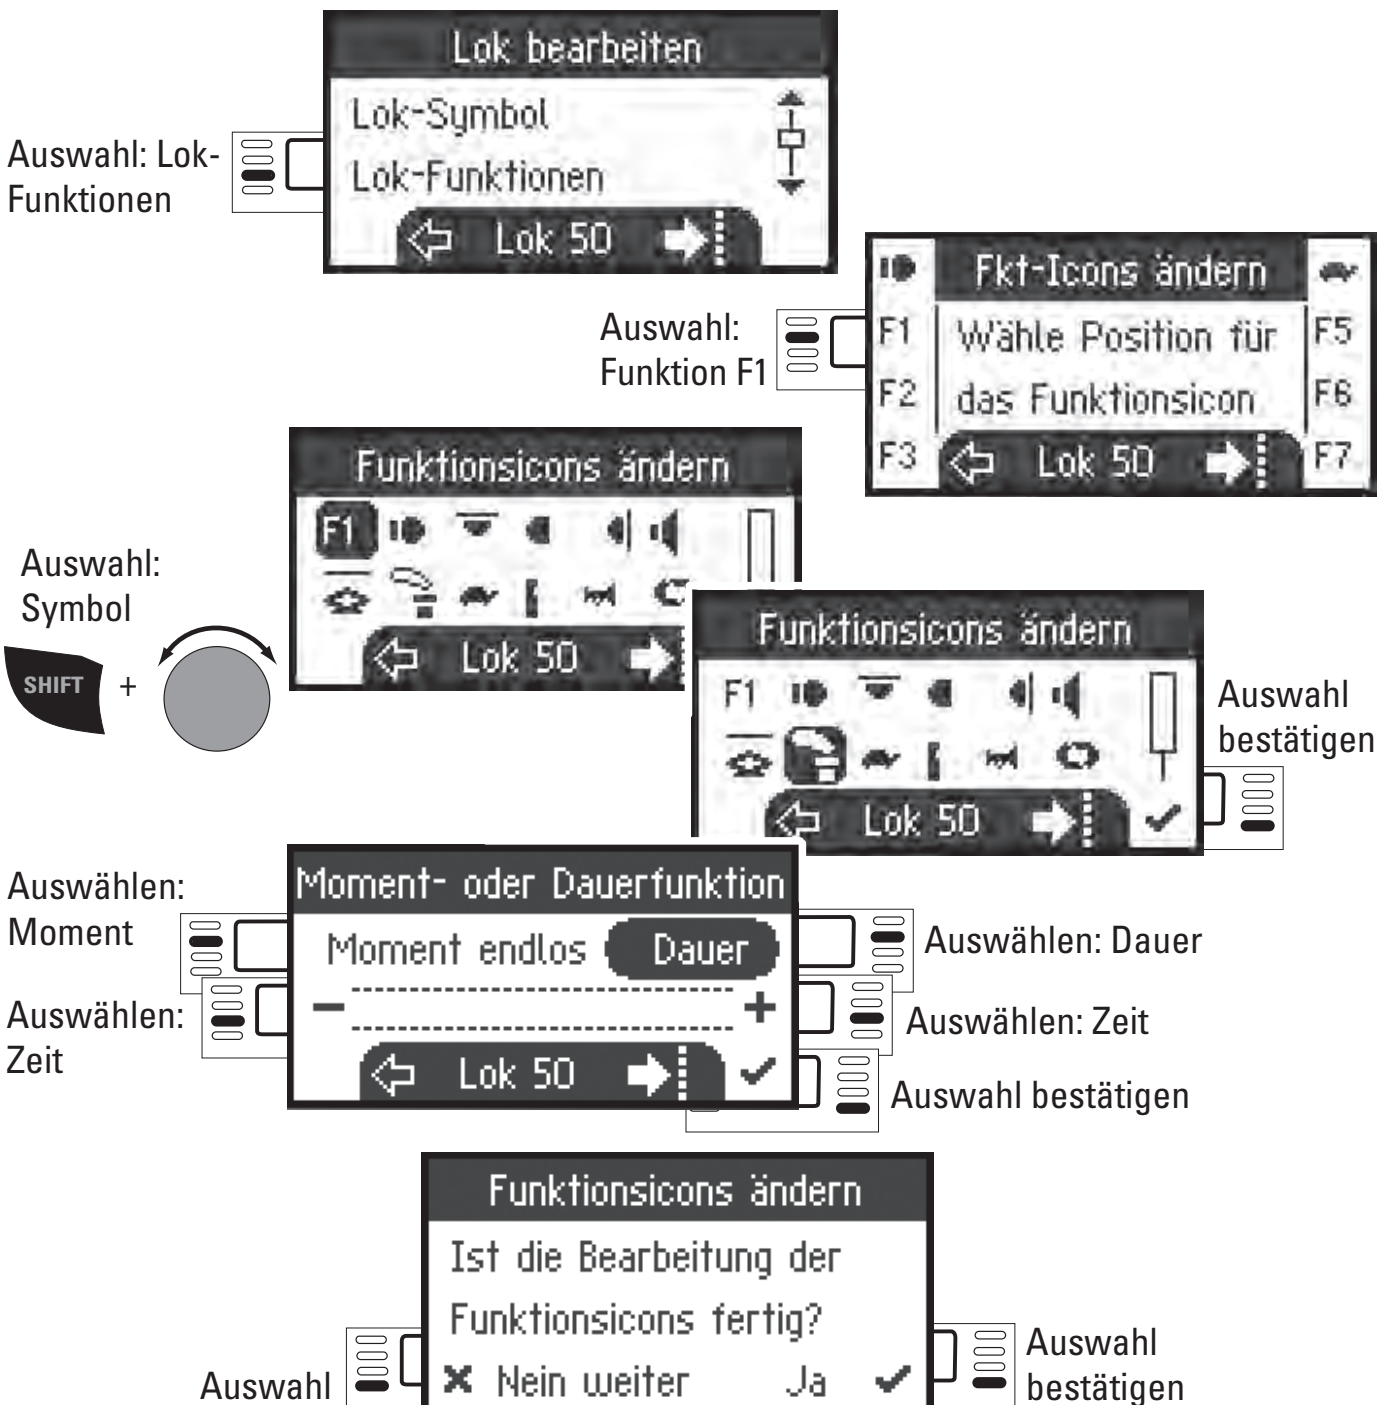 Lok bearbeiten
Lok-Symbol
Lok-Funktionen
Lok 50
Auswahl: Lok-
Funktionen
Fkt-Icons ändern
F1 Wähle Position für F5
F2 das Funktionsicon F6
F3 Lok 50 F7
Auswahl:
Funktion F1
Funktionsicons ändern
F1
Lok 50
Auswahl:
Symbol
SHIFT +
Funktionsicons ändern
F1
Lok 50
Auswahl
bestätigen
Moment- oder Dauerfunktion
Moment endlos Dauer
− +
Lok 50
Auswählen:
Moment
Auswählen:
Zeit
Auswählen: Dauer
Auswählen: Zeit
Auswahl bestätigen
Funktionsicons ändern
Ist die Bearbeitung der
Funktionsicons fertig?
Nein weiter Ja
Auswahl
Auswahl
bestätigen